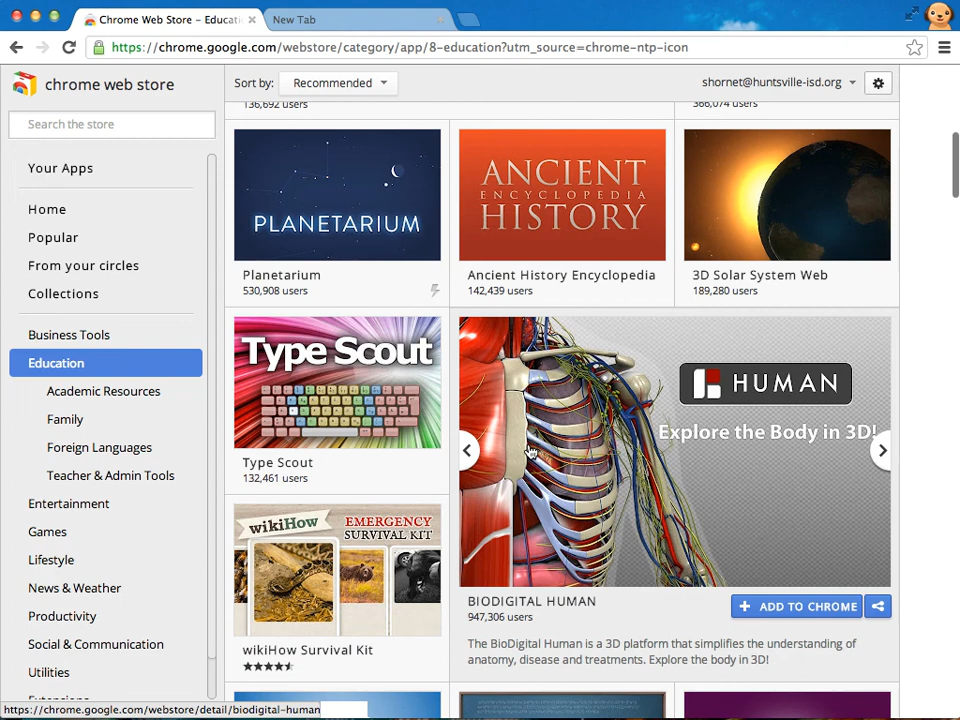 Chrome Web Store – Educati
New Tab
https://chrome.google.com/webstore/category/app/8-education?utm_source=chrome-ntp-icon
chrome web store
Sort by:
Recommended
shornet@huntsville-isd.org
Search the store
136,692 users
366,074 users
Your Apps
Home
Popular
From your circles
Collections
Business Tools
Education
Academic Resources
Family
Foreign Languages
Teacher & Admin Tools
Entertainment
Games
Lifestyle
News & Weather
Productivity
Social & Communication
Utilities
Extensions
PLANETARIUM
Planetarium
530,908 users
ANCIENT
ENCYCLOPEDIA
HISTORY
Ancient History Encyclopedia
142,439 users
3D Solar System Web
189,280 users
Type Scout
Type Scout
132,461 users
HUMAN
Explore the Body in 3D!
wikiHow
EMERGENCY
SURVIVAL KIT
wikiHow Survival Kit
BIODIGITAL HUMAN
947,306 users
ADD TO CHROME
The BioDigital Human is a 3D platform that simplifies the understanding of
anatomy, disease and treatments. Explore the body in 3D!
https://chrome.google.com/webstore/detail/biodigital-human